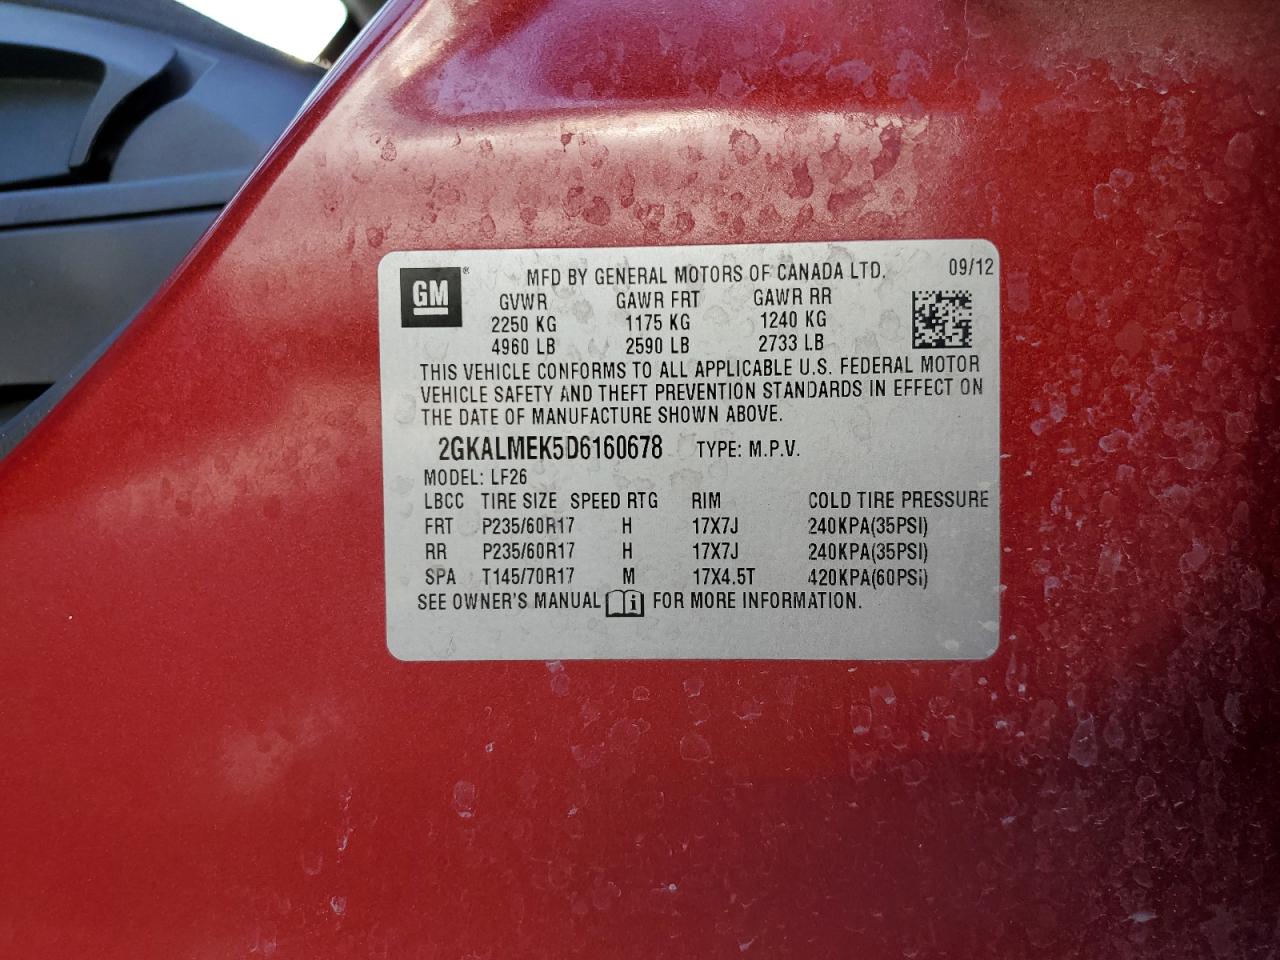 GM ® MFD BY GENERAL MOTORS OF CANADA LTD. 09/12
GVWR GAWR FRT GAWR RR
2250 KG 1175 KG 1240 KG
4960 LB 2590 LB 2733 LB
THIS VEHICLE CONFORMS TO ALL APPLICABLE U.S. FEDERAL MOTOR
VEHICLE SAFETY AND THEFT PREVENTION STANDARDS IN EFFECT ON
THE DATE OF MANUFACTURE SHOWN ABOVE.
2GKALMEK5D6160678 TYPE: M.P.V.
MODEL: LF26
LBCC TIRE SIZE SPEED RTG RIM COLD TIRE PRESSURE
FRT P235/60R17 H 17X7J 240KPA(35PSI)
RR P235/60R17 H 17X7J 240KPA(35PSI)
SPA T145/70R17 M 17X4.5T 420KPA(60PSI)
SEE OWNER'S MANUAL i FOR MORE INFORMATION.